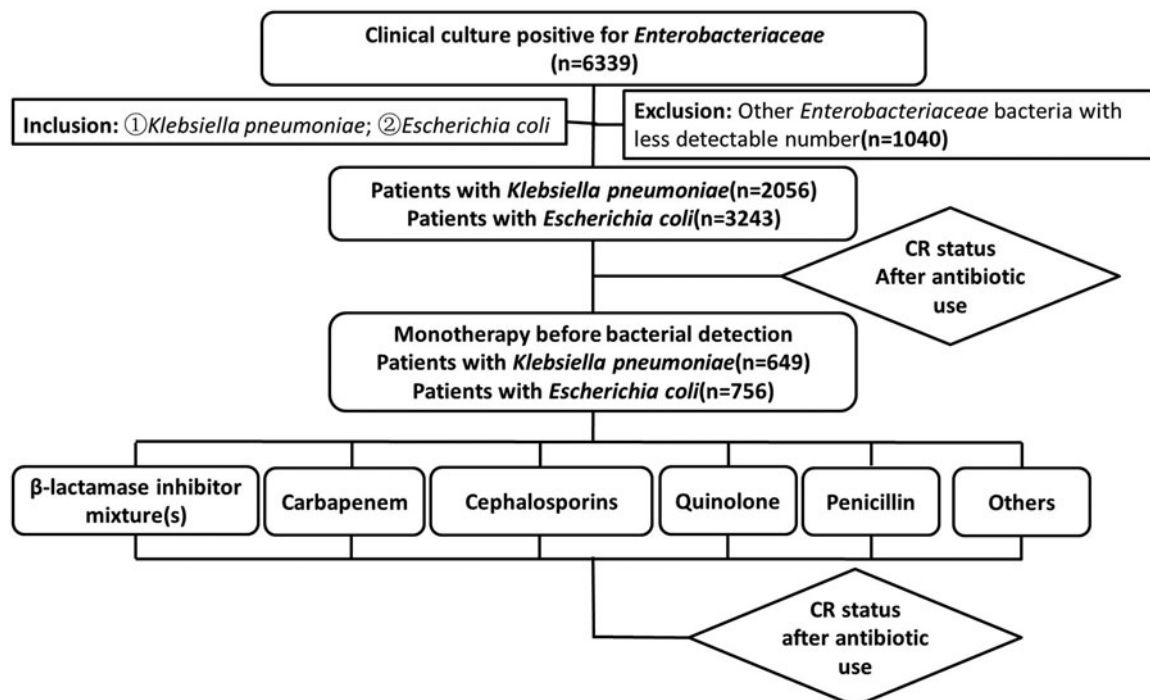 Clinical culture positive for Enterobacteriaceae
(n=6339)
Inclusion: ①Klebsiella pneumoniae; ②Escherichia coli
Exclusion: Other Enterobacteriaceae bacteria with
less detectable number(n=1040)
Patients with Klebsiella pneumoniae(n=2056)
Patients with Escherichia coli(n=3243)
CR status
After antibiotic
use
Monotherapy before bacterial detection
Patients with Klebsiella pneumoniae(n=649)
Patients with Escherichia coli(n=756)
β-lactamase inhibitor
mixture(s)
Carbapenem
Cephalosporins
Quinolone
Penicillin
Others
CR status
after antibiotic
use